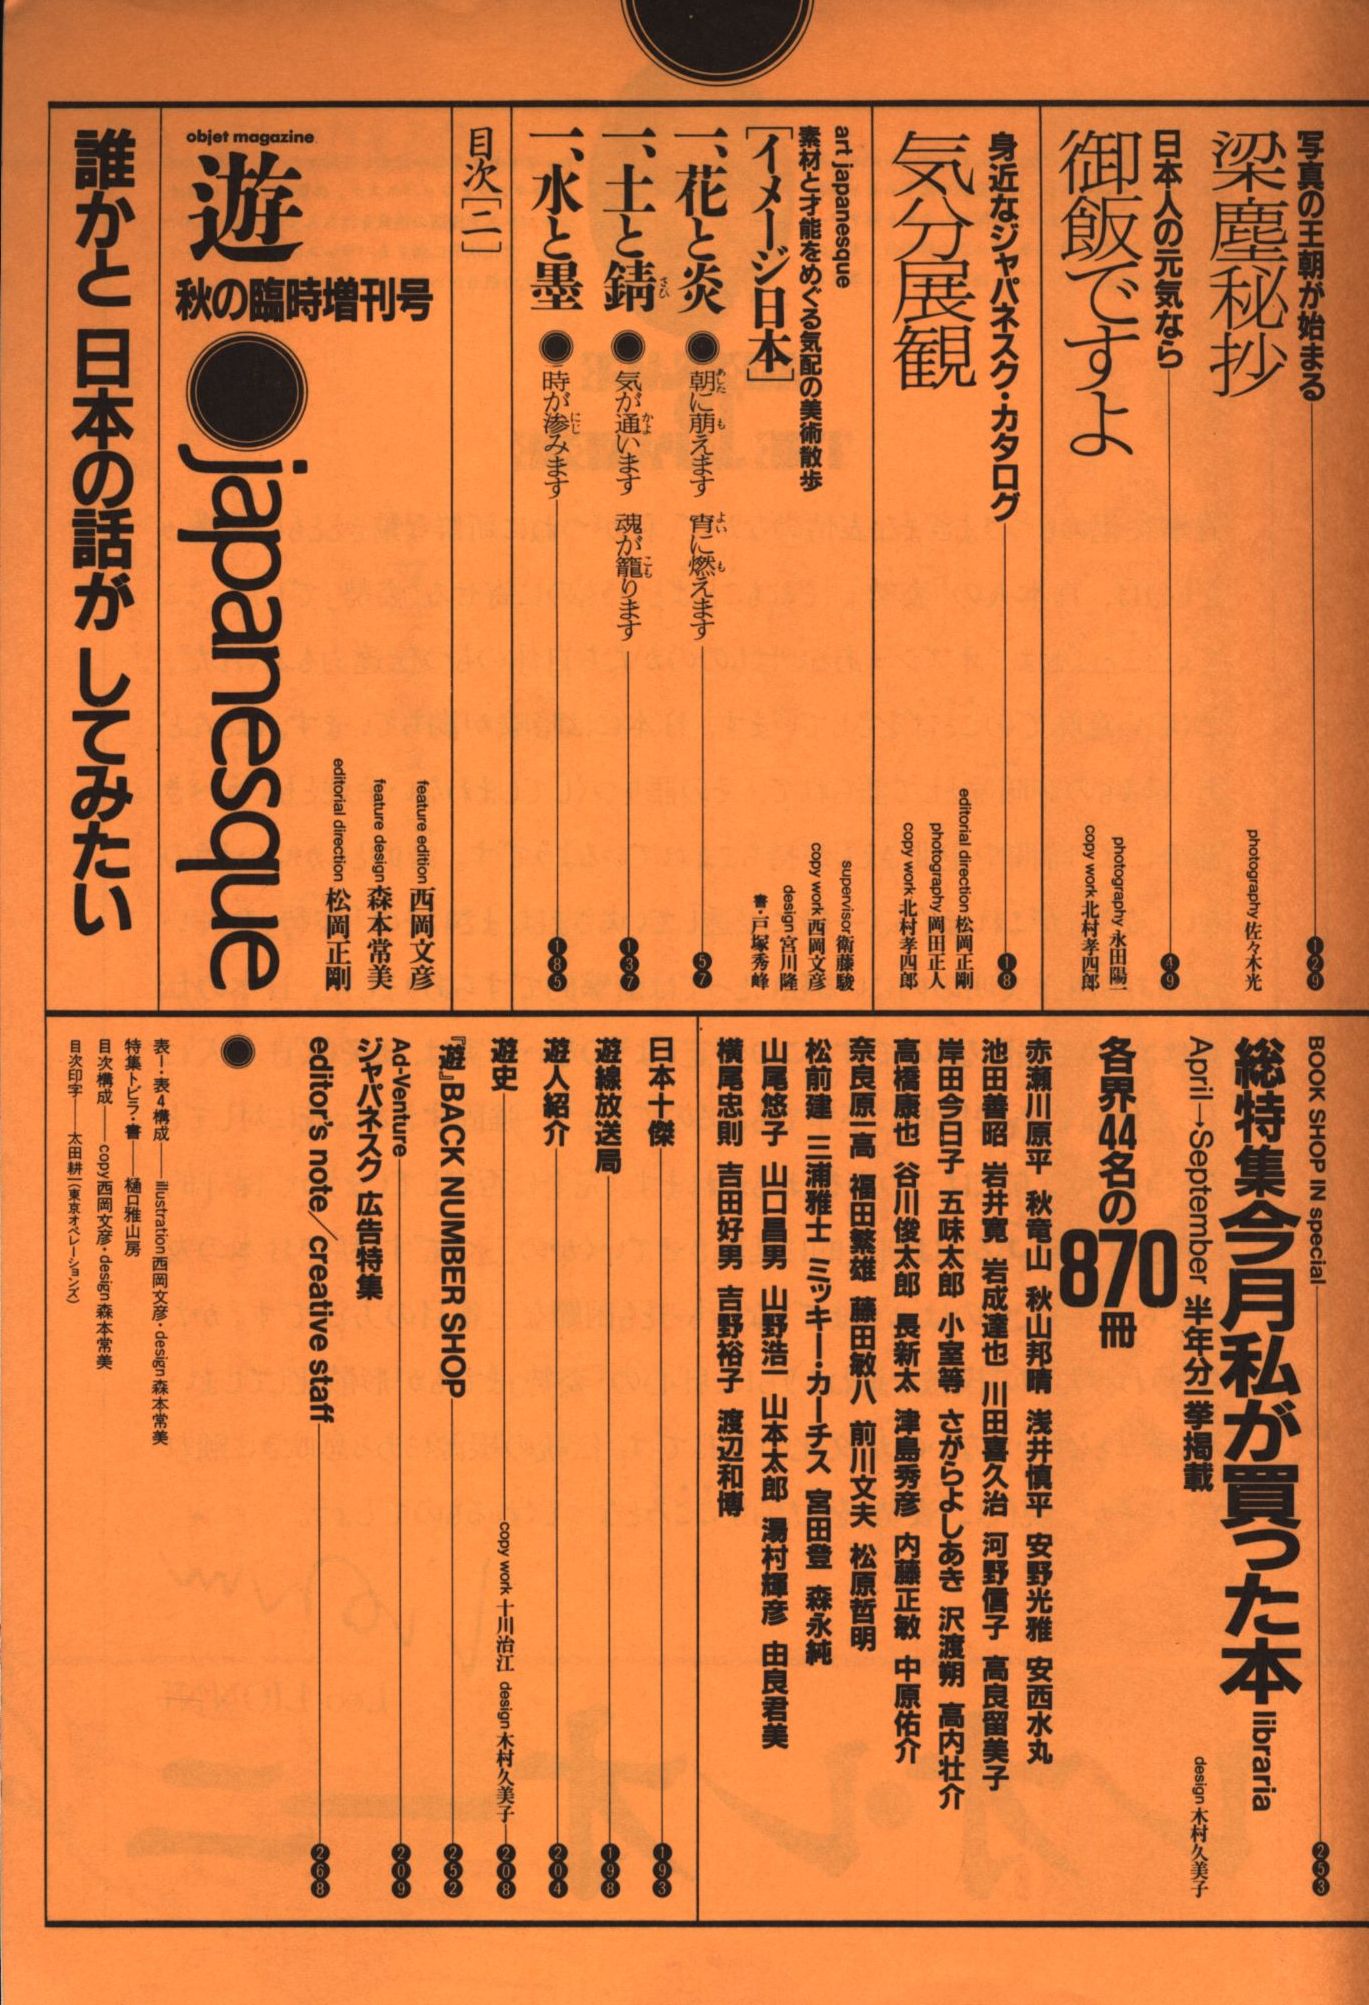 写真の王朝が始まる 129
梁塵秘抄
photography 佐々木光
日本人の元気なら 49
御飯ですよ
photography 永田陽一
copy work 北村孝四郎
身近なジャパネスク・カタログ 18
気分展観
editorial direction 松岡正剛
photography 岡田正人
copy work 北村孝四郎
art japanesque
素材と才能をめぐる気配の美術散歩
[イメージ日本]
supervisor 衛藤駿
copy work 西岡文彦
design 宮川隆
書・戸塚秀峰
一、花と炎●朝に萌えます 宵に燃えます 57
あした も よい も
一、土と錆●気が通います 魂が籠ります 137
さび かよ こも
一、水と墨●時が滲みます 185
にじ
目次[二]
objet magazine
遊
秋の臨時増刊号
japanesque
feature edition 西岡文彦
feature design 森本常美
editorial direction 松岡正剛
誰かと 日本の話が してみたい
BOOK SHOP IN special 253
総特集今月私が買った本 libraria
April→September 半年分一挙掲載
design 木村久美子
各界44名の870冊
赤瀬川原平 秋竜山 秋山邦晴 浅井慎平 安野光雅 安西水丸
池田善昭 岩井寛 岩成達也 川田喜久治 河野信子 高良留美子
岸田今日子 五味太郎 小室等 さがらよしあき 沢渡朔 高内壮介
高橋康也 谷川俊太郎 長新太 津島秀彦 内藤正敏 中原佑介
奈良原一高 福田繁雄 藤田敏八 前川文夫 松原哲明
松前建 三浦雅士 ミッキー・カーチス 宮田登 森永純
山尾悠子 山口昌男 山野浩一 山本太郎 湯村輝彦 由良君美
横尾忠則 吉田好男 吉野裕子 渡辺和博
日本十傑 193
遊線放送局 198
遊人紹介 204
遊史 copy work 十川治江 design 木村久美子 208
『遊』BACK NUMBER SHOP 252
Ad-Venture 209
ジャパネスク 広告特集
editor's note／creative staff 268
表1・表4構成——illustration 西岡文彦・design 森本常美
特集トビラ・書——樋口雅山房
目次構成——copy 西岡文彦・design 森本常美
目次印字——太田耕一（東京オペレーションズ）